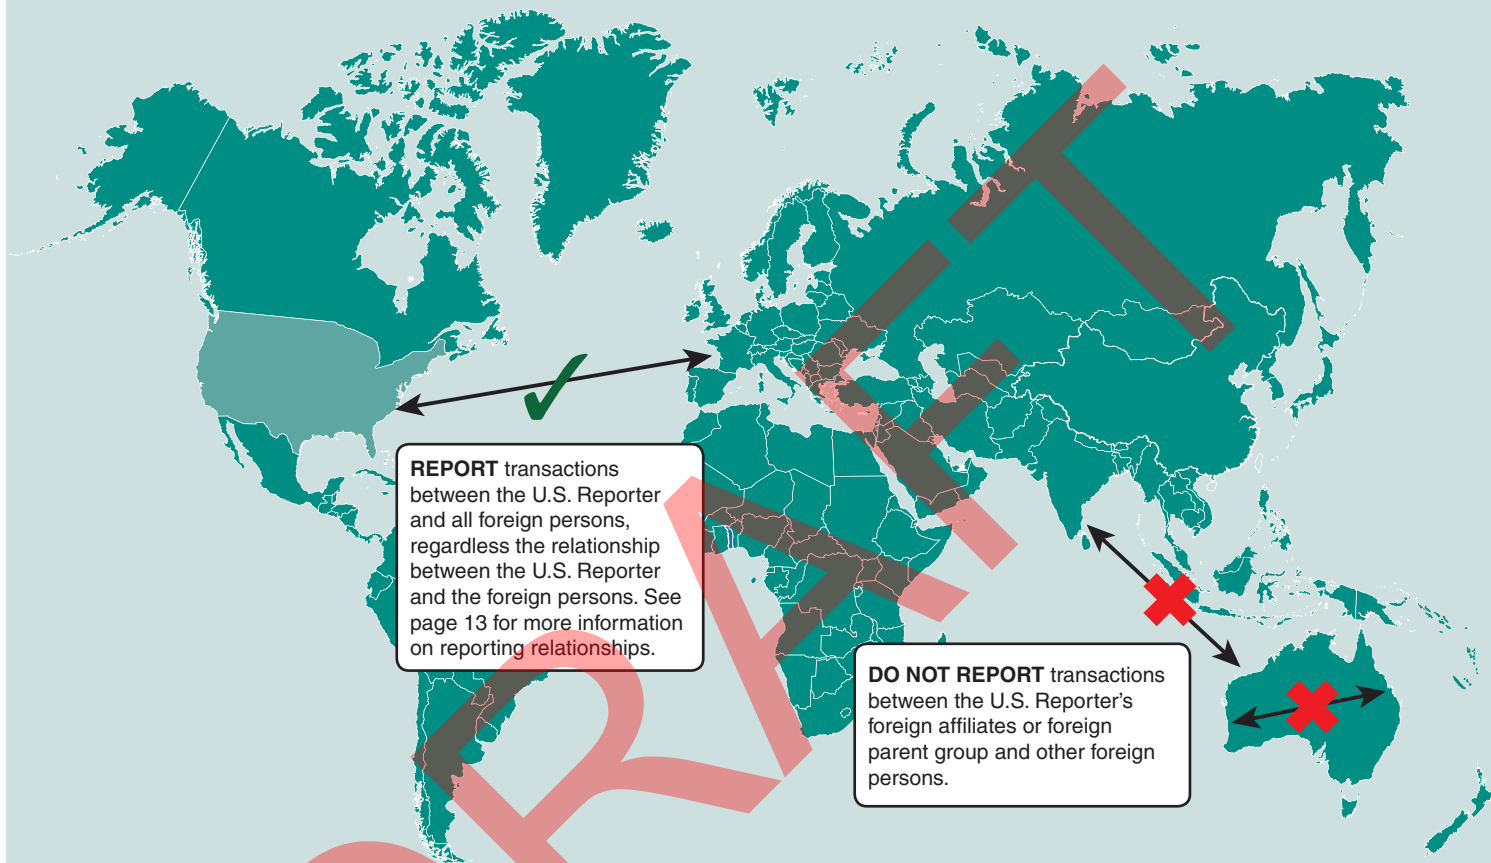 REPORT transactions
between the U.S. Reporter
and all foreign persons,
regardless the relationship
between the U.S. Reporter
and the foreign persons. See
page 13 for more information
on reporting relationships.
DO NOT REPORT transactions
between the U.S. Reporter’s
foreign affiliates or foreign
parent group and other foreign
persons.
DRAFT